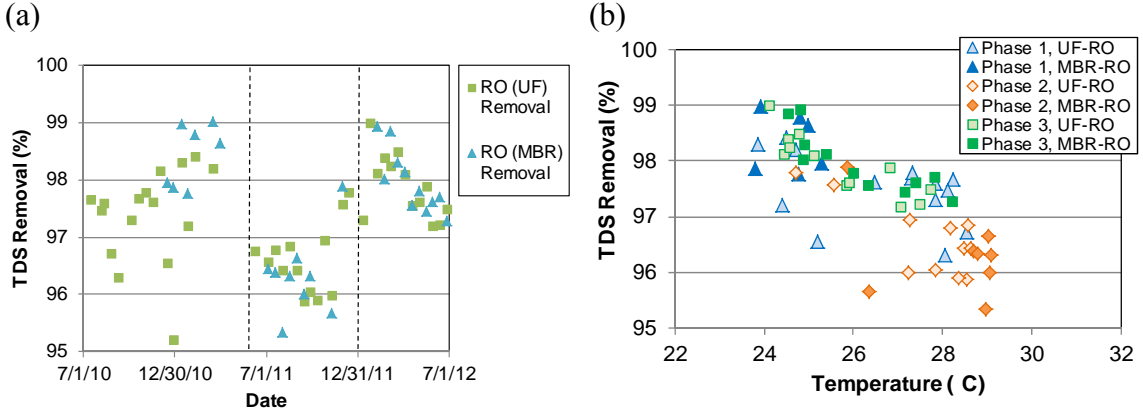 (a)
TDS Removal (%)
100
99
98
97
96
95
7/1/10
12/30/10
7/1/11
12/31/11
7/1/12
Date
RO (UF)
Removal
RO (MBR)
Removal
(b)
TDS Removal (%)
100
99
98
97
96
95
22
24
26
28
30
32
Temperature ( C)
Phase 1, UF-RO
Phase 1, MBR-RO
Phase 2, UF-RO
Phase 2, MBR-RO
Phase 3, UF-RO
Phase 3, MBR-RO